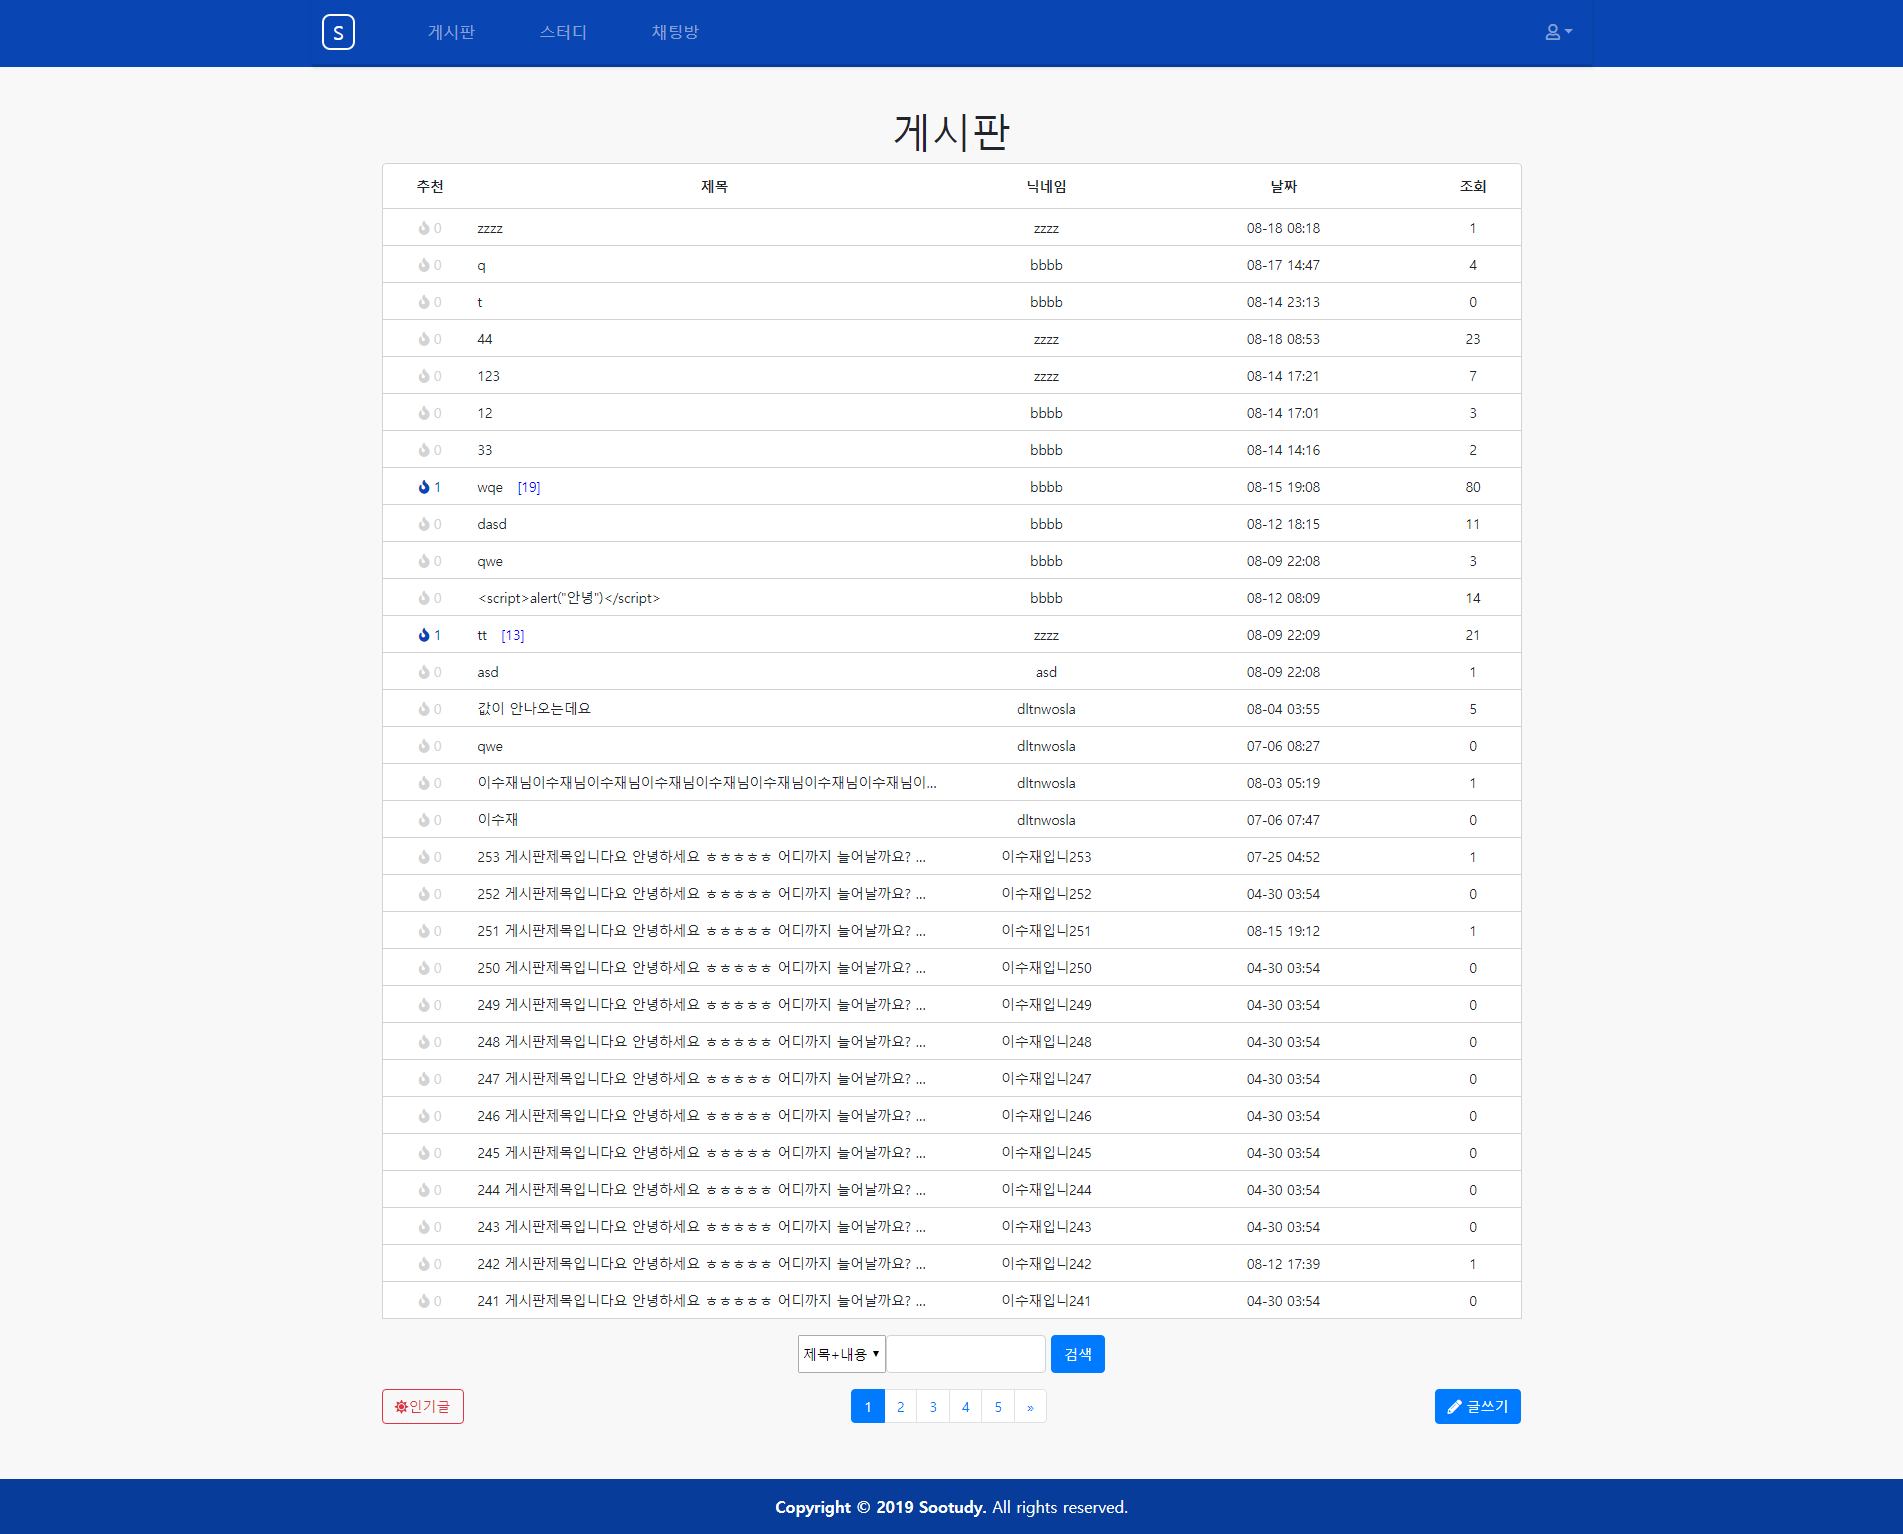 S 게시판 스터디 채팅방
게시판
추천 제목 닉네임 날짜 조회
0 zzzz zzzz 08-18 08:18 1
0 q bbbb 08-17 14:47 4
0 t bbbb 08-14 23:13 0
0 44 zzzz 08-18 08:53 23
0 123 zzzz 08-14 17:21 7
0 12 bbbb 08-14 17:01 3
0 33 bbbb 08-14 14:16 2
1 wqe [19] bbbb 08-15 19:08 80
0 dasd bbbb 08-12 18:15 11
0 qwe bbbb 08-09 22:08 3
0 <script>alert("안녕")</script> bbbb 08-12 08:09 14
1 tt [13] zzzz 08-09 22:09 21
0 asd asd 08-09 22:08 1
0 값이 안나오는데요 dltnwosla 08-04 03:55 5
0 qwe dltnwosla 07-06 08:27 0
0 이수재님이수재님이수재님이수재님이수재님이수재님이수재님이수재님이... dltnwosla 08-03 05:19 1
0 이수재 dltnwosla 07-06 07:47 0
0 253 게시판제목입니다요 안녕하세요 ㅎㅎㅎㅎㅎ 어디까지 늘어날까요? ... 이수재입니253 07-25 04:52 1
0 252 게시판제목입니다요 안녕하세요 ㅎㅎㅎㅎㅎ 어디까지 늘어날까요? ... 이수재입니252 04-30 03:54 0
0 251 게시판제목입니다요 안녕하세요 ㅎㅎㅎㅎㅎ 어디까지 늘어날까요? ... 이수재입니251 08-15 19:12 1
0 250 게시판제목입니다요 안녕하세요 ㅎㅎㅎㅎㅎ 어디까지 늘어날까요? ... 이수재입니250 04-30 03:54 0
0 249 게시판제목입니다요 안녕하세요 ㅎㅎㅎㅎㅎ 어디까지 늘어날까요? ... 이수재입니249 04-30 03:54 0
0 248 게시판제목입니다요 안녕하세요 ㅎㅎㅎㅎㅎ 어디까지 늘어날까요? ... 이수재입니248 04-30 03:54 0
0 247 게시판제목입니다요 안녕하세요 ㅎㅎㅎㅎㅎ 어디까지 늘어날까요? ... 이수재입니247 04-30 03:54 0
0 246 게시판제목입니다요 안녕하세요 ㅎㅎㅎㅎㅎ 어디까지 늘어날까요? ... 이수재입니246 04-30 03:54 0
0 245 게시판제목입니다요 안녕하세요 ㅎㅎㅎㅎㅎ 어디까지 늘어날까요? ... 이수재입니245 04-30 03:54 0
0 244 게시판제목입니다요 안녕하세요 ㅎㅎㅎㅎㅎ 어디까지 늘어날까요? ... 이수재입니244 04-30 03:54 0
0 243 게시판제목입니다요 안녕하세요 ㅎㅎㅎㅎㅎ 어디까지 늘어날까요? ... 이수재입니243 04-30 03:54 0
0 242 게시판제목입니다요 안녕하세요 ㅎㅎㅎㅎㅎ 어디까지 늘어날까요? ... 이수재입니242 08-12 17:39 1
0 241 게시판제목입니다요 안녕하세요 ㅎㅎㅎㅎㅎ 어디까지 늘어날까요? ... 이수재입니241 04-30 03:54 0
제목+내용 검색
인기글 1 2 3 4 5 » 글쓰기
Copyright © 2019 Sootudy. All rights reserved.